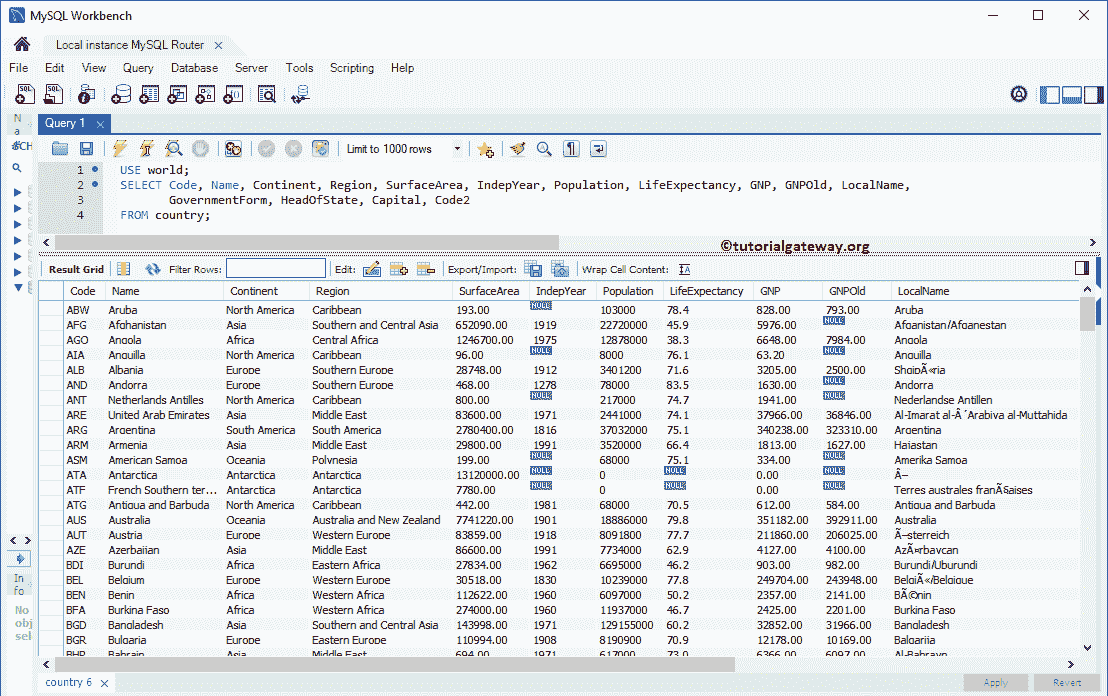 MySQL Workbench
Local instance MySQL Router
File Edit View Query Database Server Tools Scripting Help
Query 1
Limit to 1000 rows
1 USE world;
2 SELECT Code, Name, Continent, Region, SurfaceArea, IndepYear, Population, LifeExpectancy, GNP, GNPOld, LocalName,
3 GovernmentForm, HeadOfState, Capital, Code2
4 FROM country;
©tutorialgateway.org
Result Grid Filter Rows: Edit: Export/Import: Wrap Cell Content: IA
Code Name Continent Region SurfaceArea IndepYear Population LifeExpectancy GNP GNPOld LocalName
ABW Aruba North America Caribbean 193.00 NULL 103000 78.4 828.00 793.00 Aruba
AFG Afghanistan Asia Southern and Central Asia 652090.00 1919 22720000 45.9 5976.00 NULL Afganistan/Afqanestan
AGO Angola Africa Central Africa 1246700.00 1975 12878000 38.3 6648.00 7984.00 Angola
AIA Anguilla North America Caribbean 96.00 NULL 8000 76.1 63.20 NULL Anguilla
ALB Albania Europe Southern Europe 28748.00 1912 3401200 71.6 3205.00 2500.00 ShqipÃ«ria
AND Andorra Europe Southern Europe 468.00 1278 78000 83.5 1630.00 NULL Andorra
ANT Netherlands Antilles North America Caribbean 800.00 NULL 217000 74.7 1941.00 NULL Nederlandse Antillen
ARE United Arab Emirates Asia Middle East 83600.00 1971 2441000 74.1 37966.00 36846.00 Al-Imarat al-Â´Arabiya al-Muttahida
ARG Argentina South America South America 2780400.00 1816 37032000 75.1 340238.00 323310.00 Argentina
ARM Armenia Asia Middle East 29800.00 1991 3520000 66.4 1813.00 1627.00 Hajastan
ASM American Samoa Oceania Polynesia 199.00 NULL 68000 75.1 334.00 NULL Amerika Samoa
ATA Antarctica Antarctica Antarctica 13120000.00 NULL 0 NULL 0.00 NULL Â–
ATF French Southern ter... Antarctica Antarctica 7780.00 NULL 0 NULL 0.00 NULL Terres australes franÃ§aises
ATG Antigua and Barbuda North America Caribbean 442.00 1981 68000 70.5 612.00 584.00 Antigua and Barbuda
AUS Australia Oceania Australia and New Zealand 7741220.00 1901 18886000 79.8 351182.00 392911.00 Australia
AUT Austria Europe Western Europe 83859.00 1918 8091800 77.7 211860.00 206025.00 Ã–sterreich
AZE Azerbaijan Asia Middle East 86600.00 1991 7734000 62.9 4127.00 4100.00 AzÃ¤rbaycan
BDI Burundi Africa Eastern Africa 27834.00 1962 6695000 46.2 903.00 982.00 Burundi/Uburundi
BEL Belgium Europe Western Europe 30518.00 1830 10239000 77.8 249704.00 243948.00 BelgiÃ«/Belgique
BEN Benin Africa Western Africa 112622.00 1960 6097000 50.2 2357.00 2141.00 BÃ©nin
BFA Burkina Faso Africa Western Africa 274000.00 1960 11937000 46.7 2425.00 2201.00 Burkina Faso
BGD Bangladesh Asia Southern and Central Asia 143998.00 1971 129155000 60.2 32852.00 31966.00 Bangladesh
BGR Bulgaria Europe Eastern Europe 110994.00 1908 8190900 70.9 12178.00 10169.00 Balgarija
BHR Bahrain Asia Middle East 694.00 1971 617000 73.0 6366.00 6097.00 Al-Bahrayn
In
fo
No
obj
sel
country 6
Apply Revert